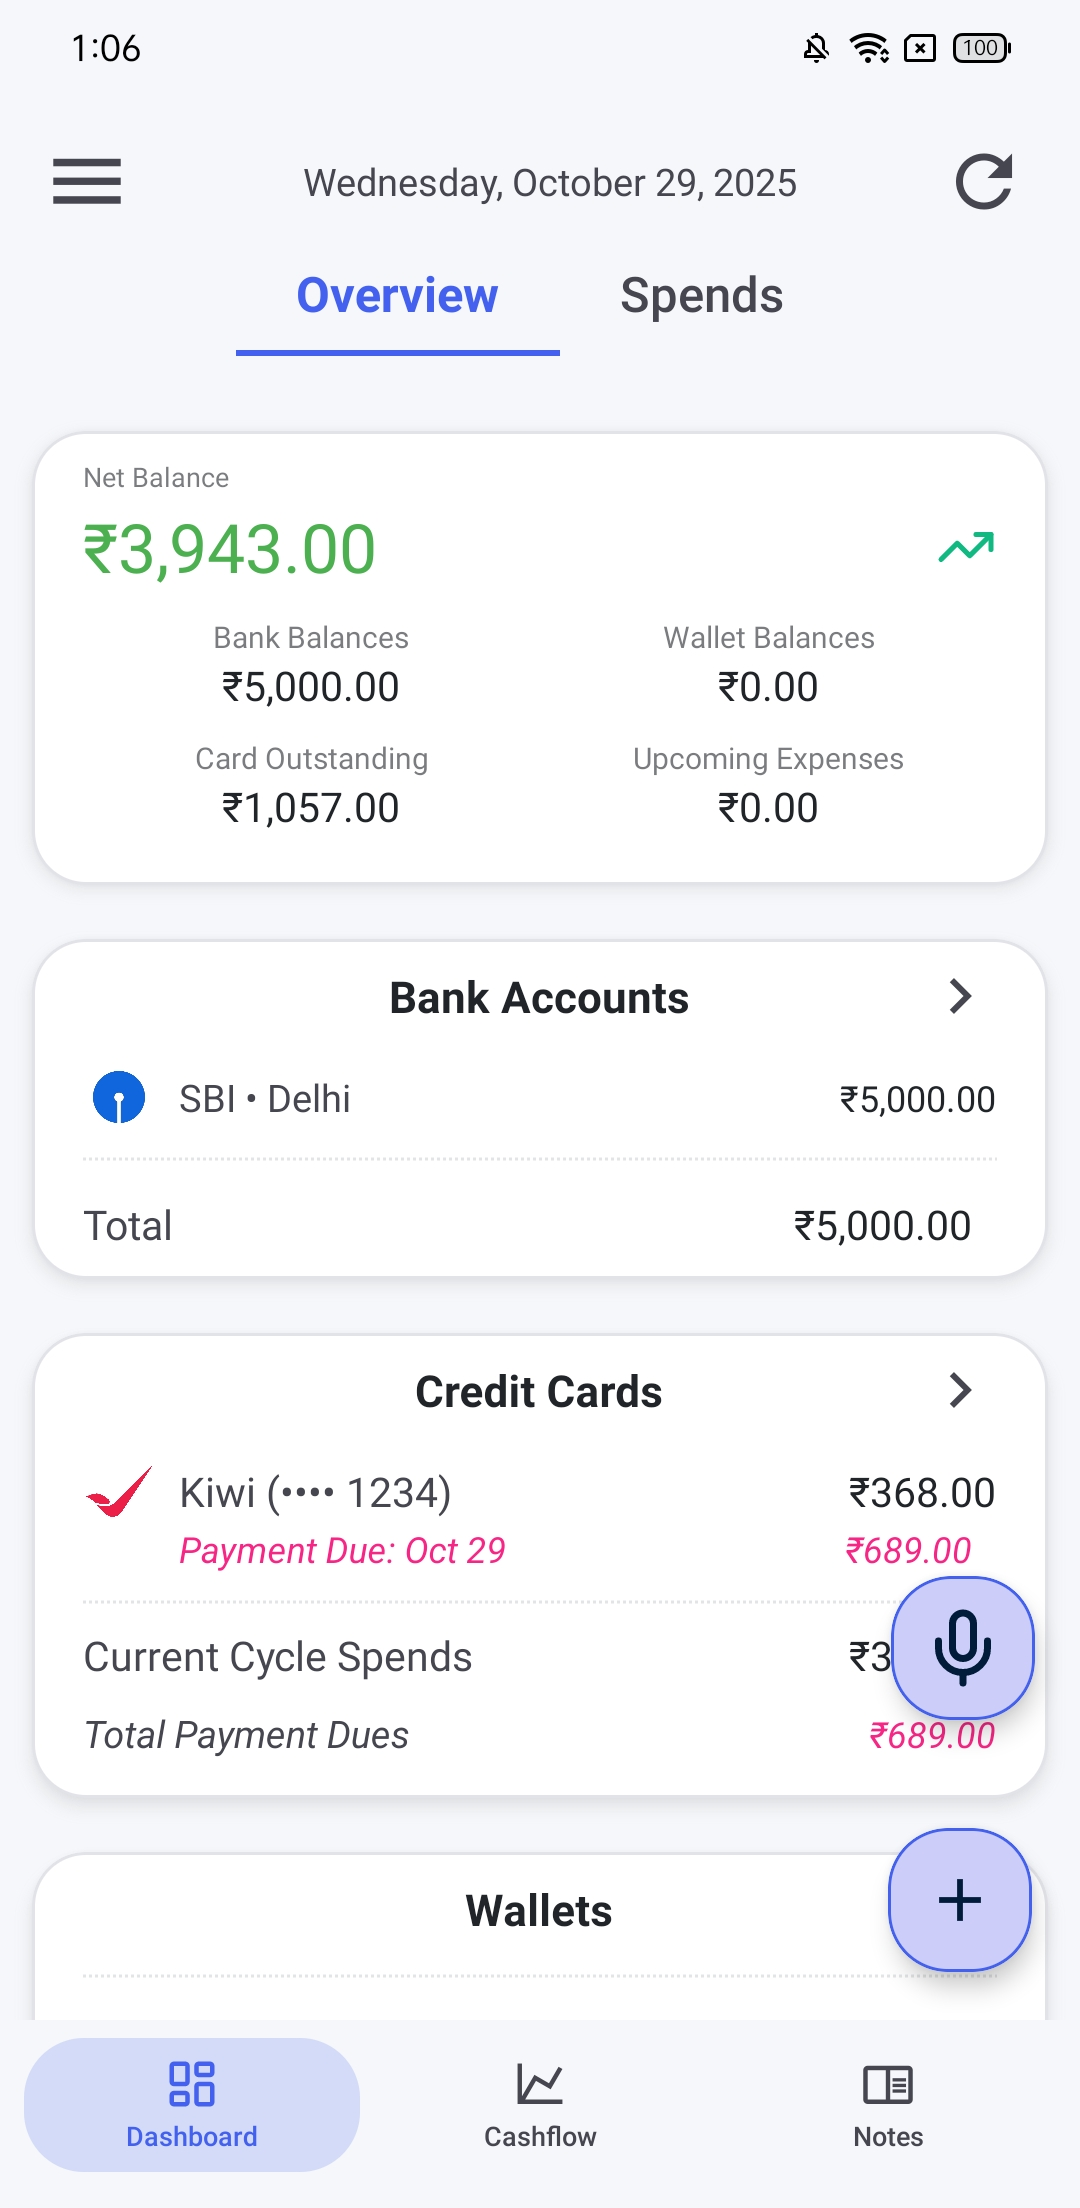 1:06
100
Wednesday, October 29, 2025
Overview
Spends
Net Balance
₹3,943.00
Bank Balances
Wallet Balances
₹5,000.00
₹0.00
Card Outstanding
Upcoming Expenses
₹1,057.00
₹0.00
Bank Accounts
SBI • Delhi
₹5,000.00
Total
₹5,000.00
Credit Cards
Kiwi (•••• 1234)
₹368.00
Payment Due: Oct 29
₹689.00
Current Cycle Spends
₹3
Total Payment Dues
₹689.00
Wallets
Dashboard
Cashflow
Notes